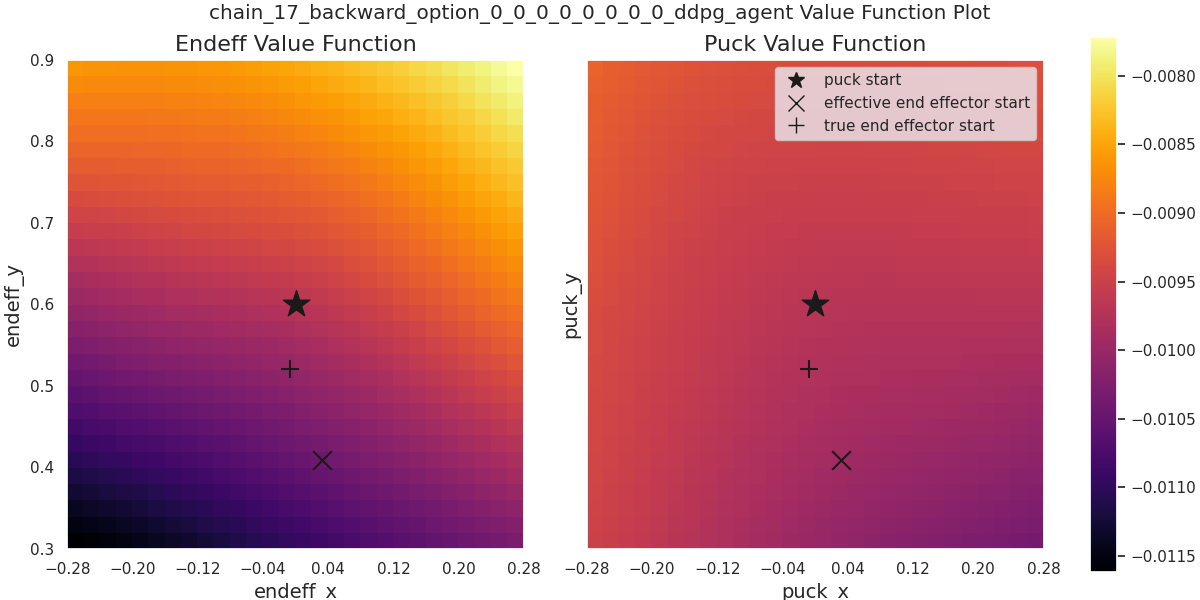 chain_17_backward_option_0_0_0_0_0_0_0_0_ddpg_agent Value Function Plot
Endeff Value Function
Puck Value Function
puck start
effective end effector start
true end effector start
endeff_y
0.9
0.8
0.7
0.6
0.5
0.4
0.3
−0.28 −0.20 −0.12 −0.04 0.04 0.12 0.20 0.28
endeff_x
puck_y
−0.28 −0.20 −0.12 −0.04 0.04 0.12 0.20 0.28
puck_x
−0.0080
−0.0085
−0.0090
−0.0095
−0.0100
−0.0105
−0.0110
−0.0115